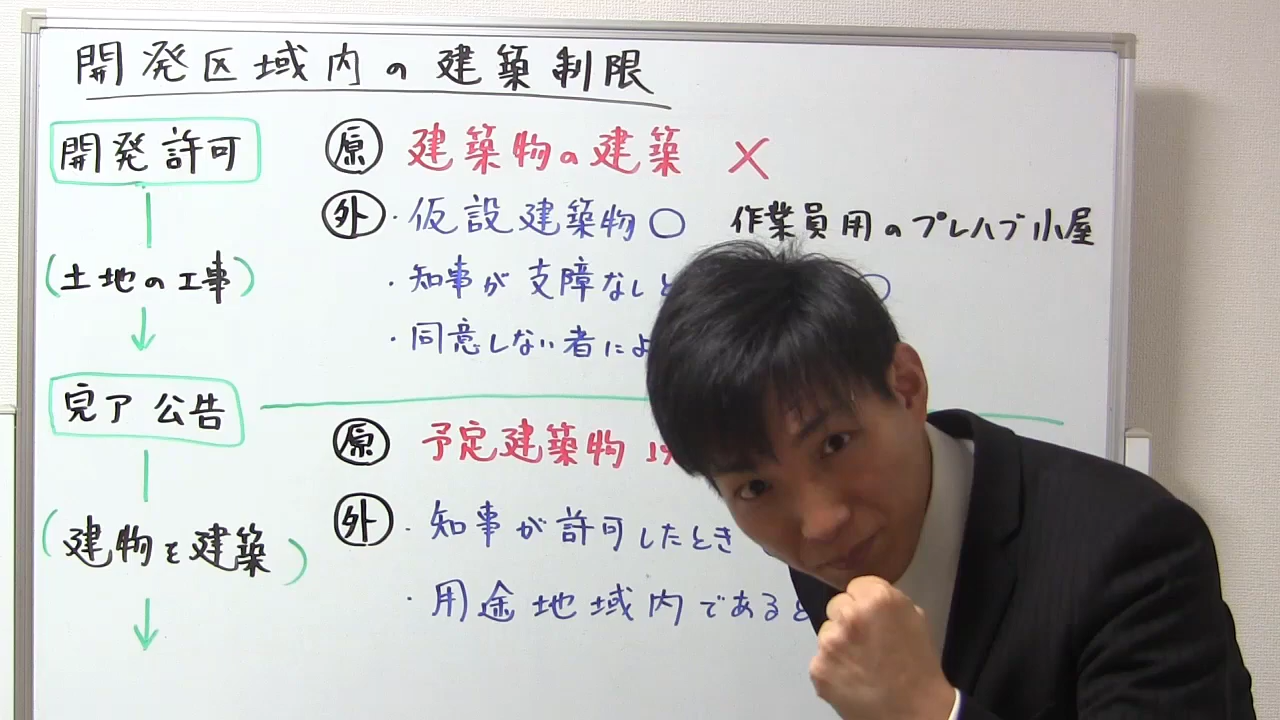 開発区域内の建築制限
開発許可
原 建築物の建築 ×
外 ・仮設建築物〇 作業員用のプレハブ小屋
(土地の工事)
・知事が支障なしと
・同意しない者によ
完了公告
原 予定建築物
外 ・知事が許可したとき
(建物を建築)
・用途地域内であると